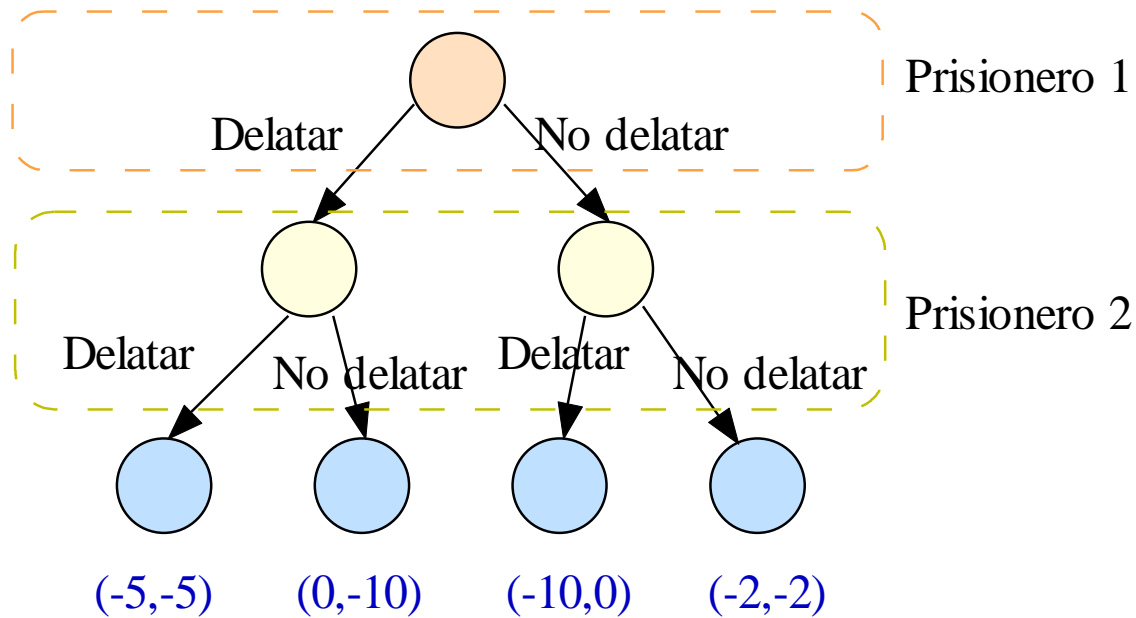 Prisionero 1
Delatar
No delatar
Prisionero 2
Delatar
No delatar
Delatar
No delatar
(-5,-5)
(0,-10)
(-10,0)
(-2,-2)